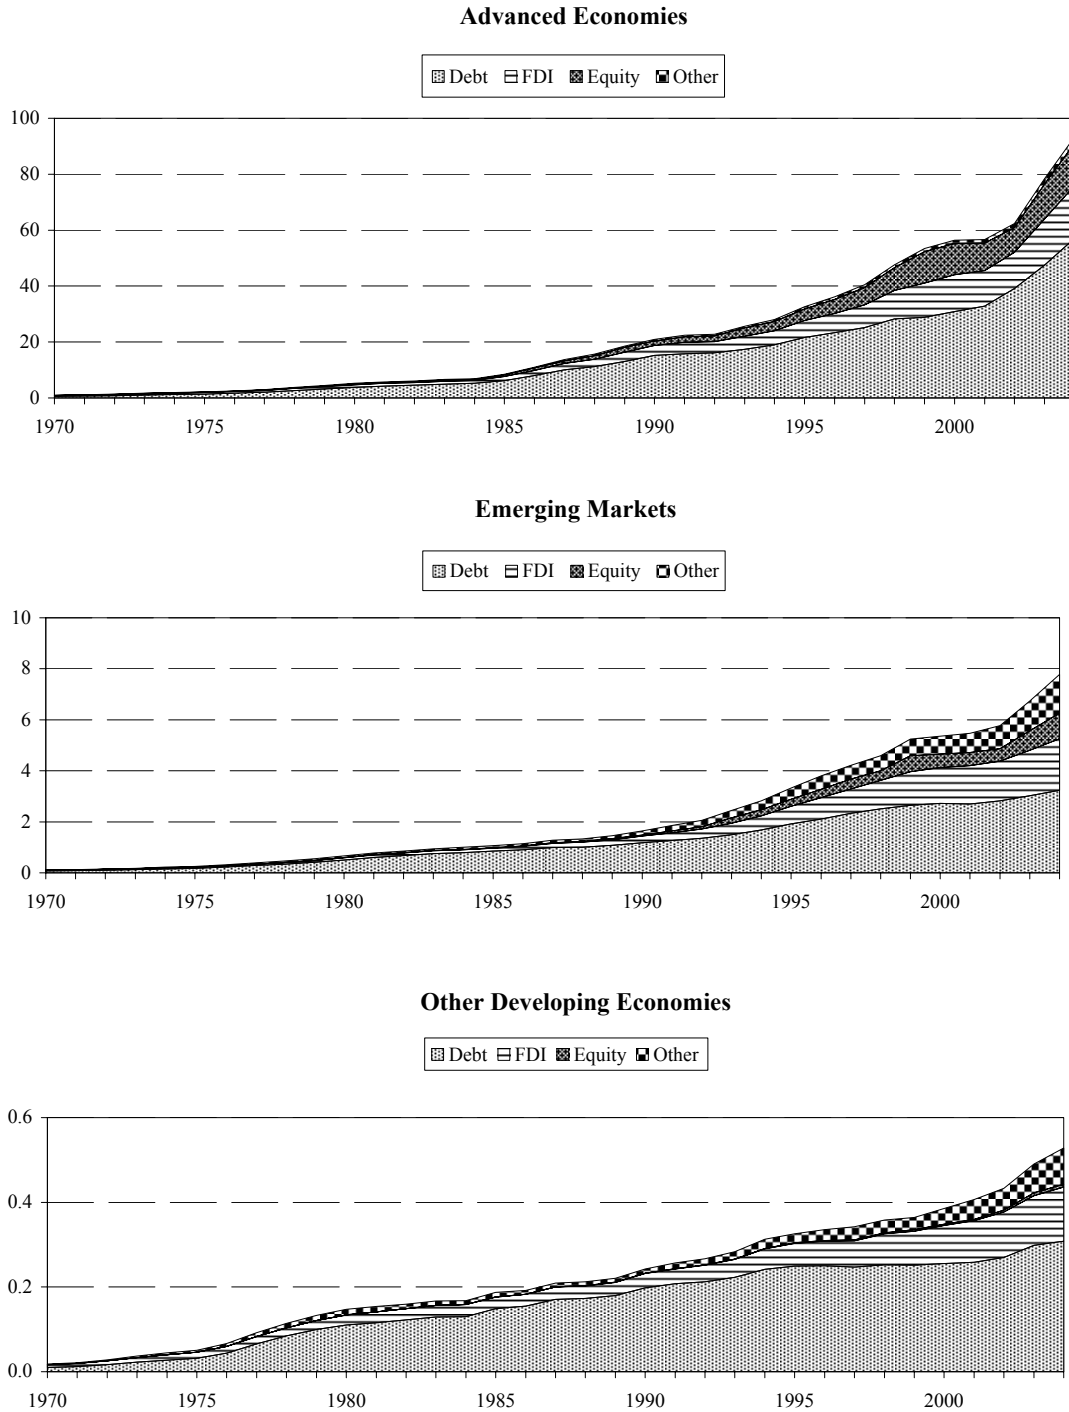 Advanced Economies
Debt FDI Equity Other
100
80
60
40
20
0
1970 1975 1980 1985 1990 1995 2000
Emerging Markets
Debt FDI Equity Other
10
8
6
4
2
0
1970 1975 1980 1985 1990 1995 2000
Other Developing Economies
Debt FDI Equity Other
0.6
0.4
0.2
0.0
1970 1975 1980 1985 1990 1995 2000